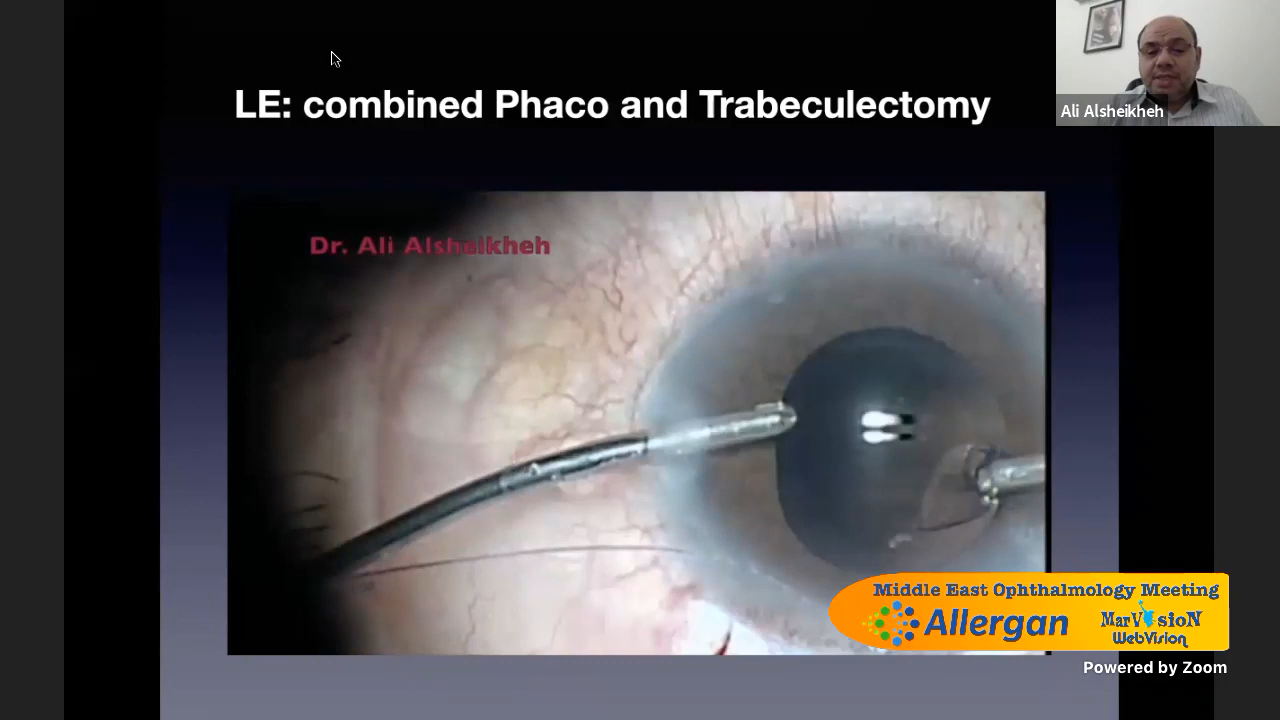 LE: combined Phaco and Trabeculectomy
Ali Alsheikheh
Dr. Ali Alsheikheh
Middle East Ophthalmology Meeting
Allergan
MarVisioN
WebVision
Powered by Zoom